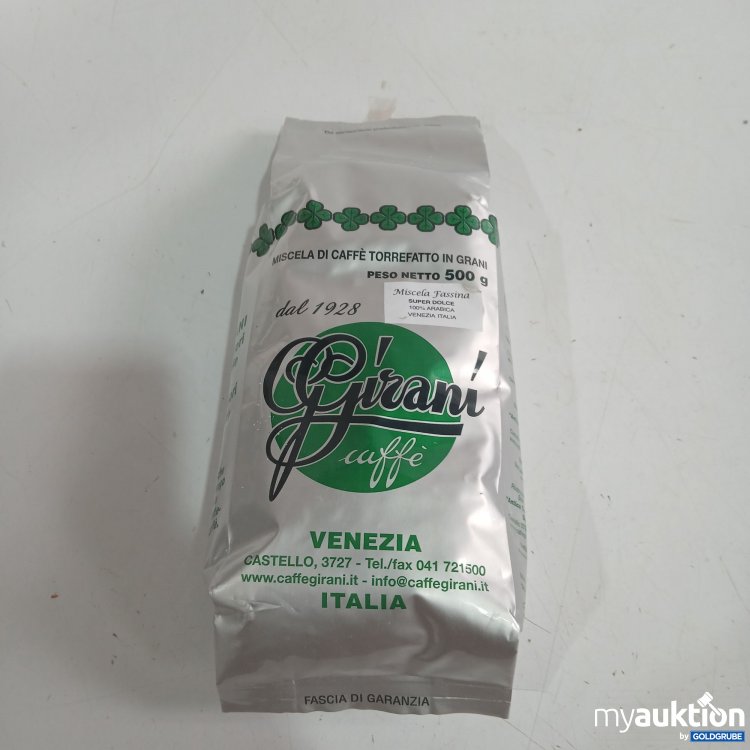 MISCELA DI CAFFÈ TORREFATTO IN GRANI
PESO NETTO 500 g
Miscela Fassina
SUPER DOLCE
100% ARABICA
VENEZIA ITALIA
dal 1928
Girani
caffè
VENEZIA
CASTELLO, 3727 - Tel./fax 041 721500
www.caffegirani.it - info@caffegirani.it
ITALIA
FASCIA DI GARANZIA
myauktion
by GOLDGRUBE